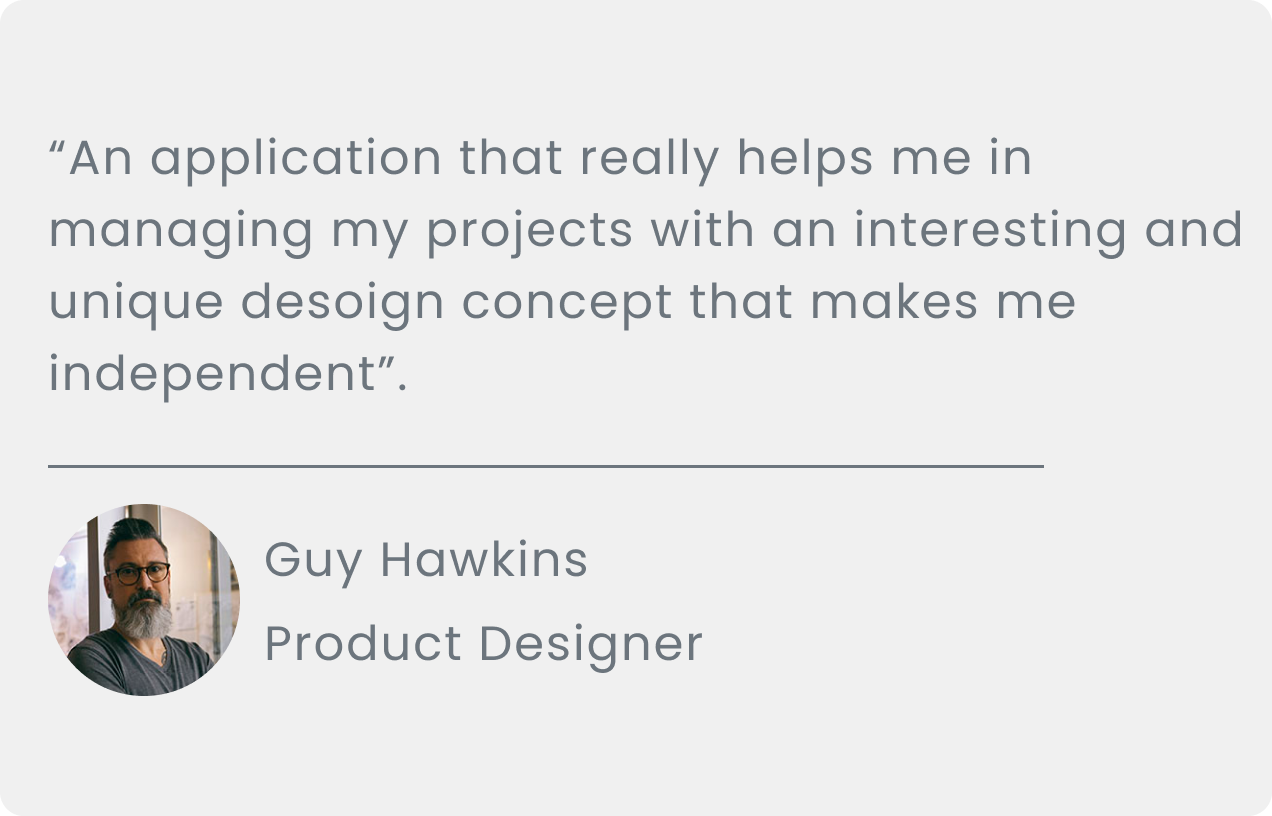 “An application that really helps me in
managing my projects with an interesting and
unique desoign concept that makes me
independent”.
Guy Hawkins
Product Designer